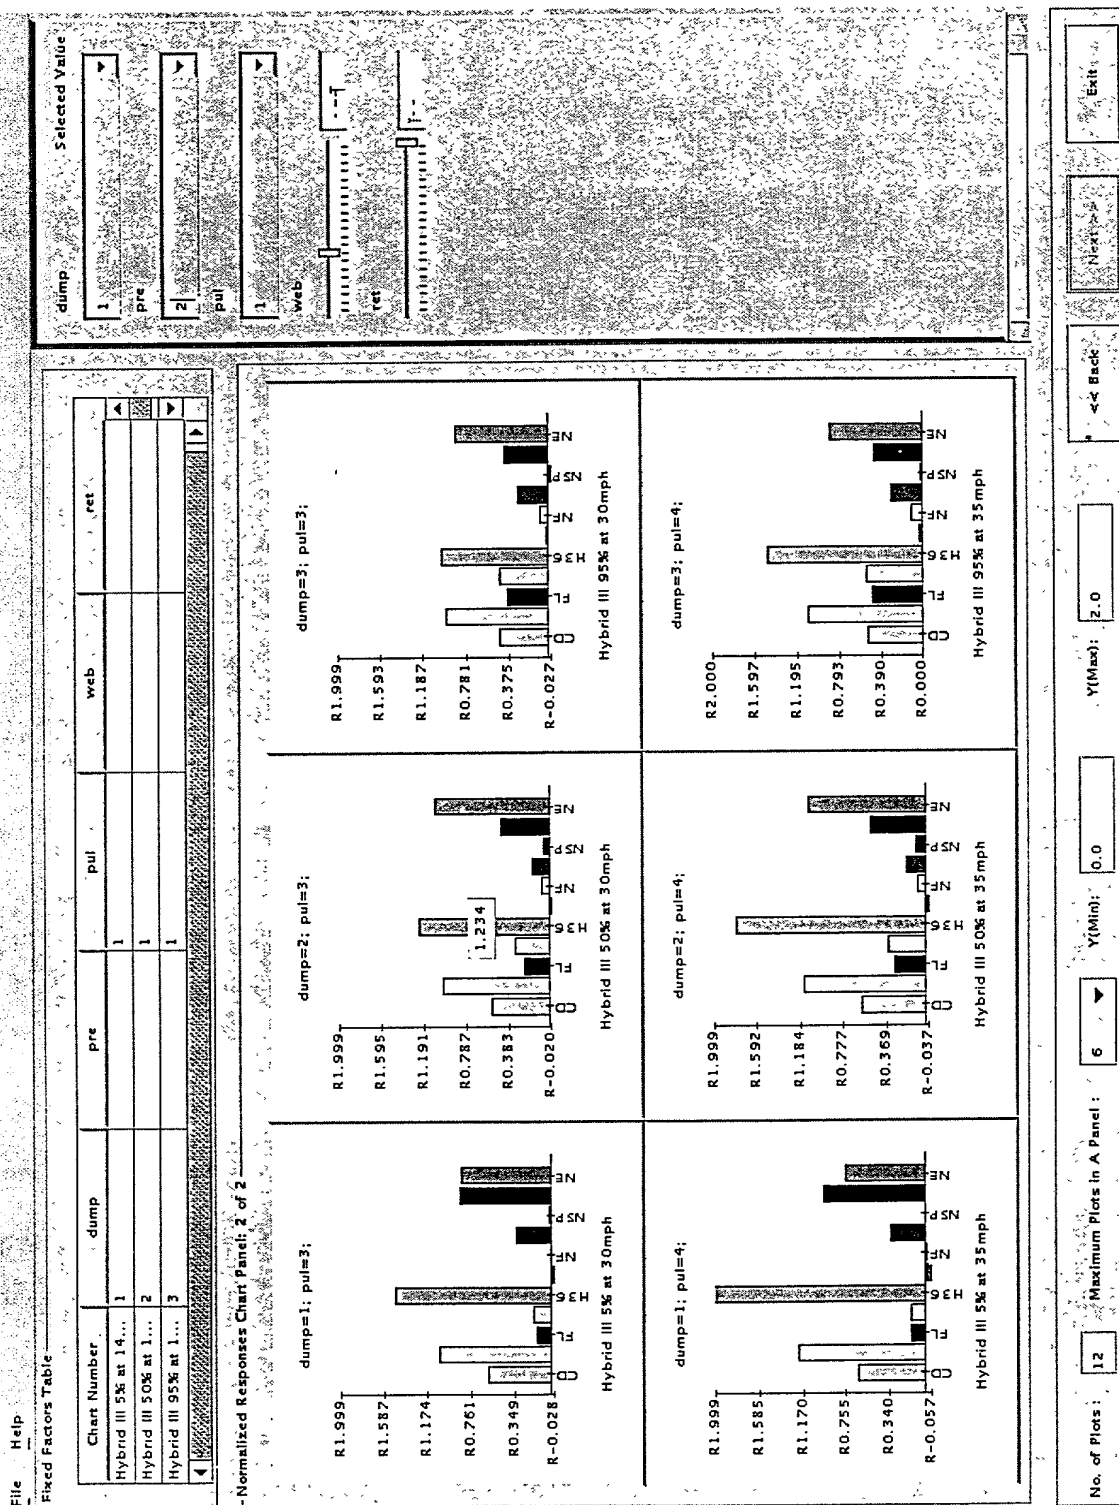 File Help
Fixed Factors Table
Chart Number dump pre pul web ret
Hybrid III 5% at 14... 1 1
Hybrid III 50% at 1... 2 1
Hybrid III 95% at 1... 3 1
Normalized Responses Chart Panel: 2 of 2
dump=1; pul=3;
R1.999
R1.587
R1.174
R0.761
R0.349
R-0.028
CD FL H36 NF NSP NE
Hybrid III 5% at 30mph
dump=2; pul=3;
R1.999
R1.595
R1.191
R0.787
R0.383
R-0.020
1.234
CD FL H36 NF NSP NE
Hybrid III 50% at 30mph
dump=3; pul=3;
R1.999
R1.593
R1.187
R0.781
R0.375
R-0.027
CD FL H36 NF NSP NE
Hybrid III 95% at 30mph
dump=1; pul=4;
R1.999
R1.585
R1.170
R0.755
R0.340
R-0.057
CD FL H36 NF NSP NE
Hybrid III 5% at 35mph
dump=2; pul=4;
R1.999
R1.592
R1.184
R0.777
R0.369
R-0.037
CD FL H36 NF NSP NE
Hybrid III 50% at 35mph
dump=3; pul=4;
R2.000
R1.597
R1.195
R0.793
R0.390
R0.000
CD FL H36 NF NSP NE
Hybrid III 95% at 35mph
dump Selected Value
1
pre
2
pul
1
web
ret
No. of Plots: 12 Maximum Plots in A Panel: 6 Y(Min): 0.0 Y(Max): 2.0 << Back Next >> Exit